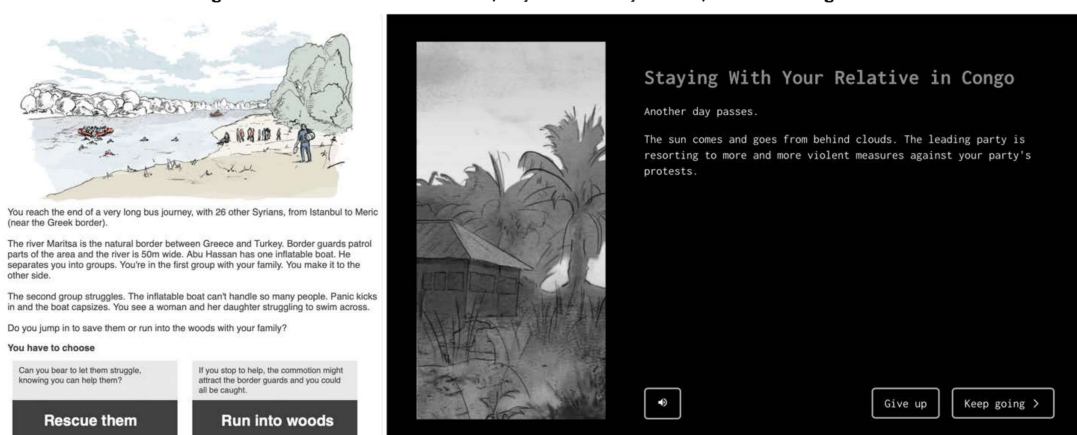 You reach the end of a very long bus journey, with 26 other Syrians, from Istanbul to Meric
(near the Greek border).
The river Maritsa is the natural border between Greece and Turkey. Border guards patrol
parts of the area and the river is 50m wide. Abu Hassan has one inflatable boat. He
separates you into groups. You're in the first group with your family. You make it to the
other side.
The second group struggles. The inflatable boat can't handle so many people. Panic kicks
in and the boat capsizes. You see a woman and her daughter struggling to swim across.
Do you jump in to save them or run into the woods with your family?
You have to choose
Can you bear to let them struggle,
knowing you can help them?
Rescue them
If you stop to help, the commotion might
attract the border guards and you could
all be caught.
Run into woods
Staying With Your Relative in Congo
Another day passes.
The sun comes and goes from behind clouds. The leading party is
resorting to more and more violent measures against your party's
protests.
Give up
Keep going >